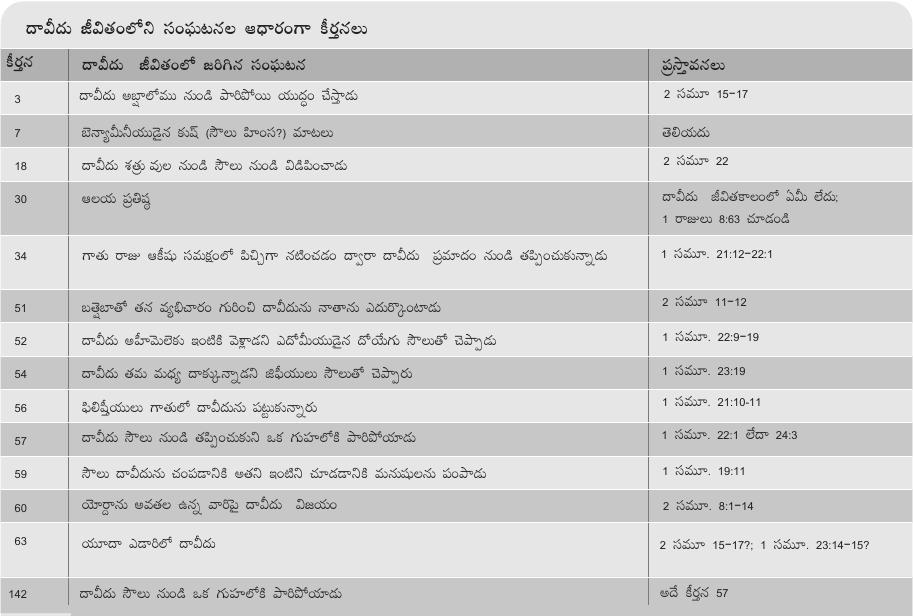 దావీదు జీవితంలోని సంఘటనల ఆధారంగా కీర్తనలు
కీర్తన దావీదు జీవితంలో జరిగిన సంఘటన ప్రస్తావనలు
3 దావీదు అబ్షాలోము నుండి పారిపోయి యుద్ధం చేస్తాడు 2 సమూ 15–17
7 బెన్యామీనీయుడైన కుష్ (సౌలు హింస?) మాటలు తెలియదు
18 దావీదు శత్రువుల నుండి సౌలు నుండి విడిపించాడు 2 సమూ 22
30 ఆలయ ప్రతిష్ఠ దావీదు జీవితకాలంలో ఏమీ లేదు;
1 రాజులు 8:63 చూడండి
34 గాతు రాజు ఆకీషు సమక్షంలో పిచ్చిగా నటించడం ద్వారా దావీదు ప్రమాదం నుండి తప్పించుకున్నాడు 1 సమూ. 21:12–22:1
51 బత్షెబాతో తన వ్యభిచారం గురించి దావీదును నాతాను ఎదుర్కొంటాడు 2 సమూ 11–12
52 దావీదు అహీమెలెకు ఇంటికి వెళ్లాడని ఎదోమీయుడైన దోయేగు సౌలుతో చెప్పాడు 1 సమూ. 22:9–19
54 దావీదు తమ మధ్య దాక్కున్నాడని జిఫీయులు సౌలుతో చెప్పారు 1 సమూ. 23:19
56 ఫిలిష్తీయులు గాతులో దావీదును పట్టుకున్నారు 1 సమూ. 21:10-11
57 దావీదు సౌలు నుండి తప్పించుకుని ఒక గుహలోకి పారిపోయాడు 1 సమూ. 22:1 లేదా 24:3
59 సౌలు దావీదును చంపడానికి అతని ఇంటిని చూడడానికి మనుషులను పంపాడు 1 సమూ. 19:11
60 యోర్దాను అవతల ఉన్న వారిపై దావీదు విజయం 2 సమూ. 8:1–14
63 యూదా ఎడారిలో దావీదు 2 సమూ 15–17?; 1 సమూ. 23:14–15?
142 దావీదు సౌలు నుండి ఒక గుహలోకి పారిపోయాడు అదే కీర్తన 57